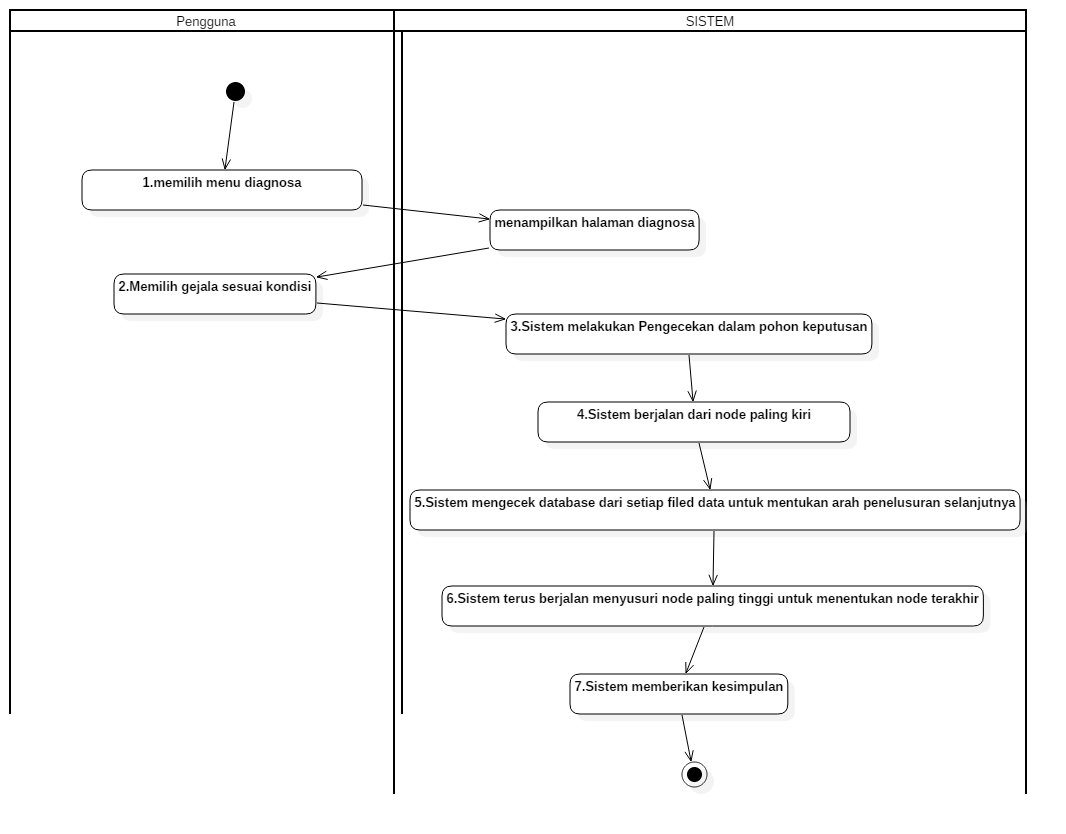 Pengguna
SISTEM
1.memilih menu diagnosa
menampilkan halaman diagnosa
2.Memilih gejala sesuai kondisi
3.Sistem melakukan Pengecekan dalam pohon keputusan
4.Sistem berjalan dari node paling kiri
5.Sistem mengecek database dari setiap filed data untuk mentukan arah penelusuran selanjutnya
6.Sistem terus berjalan menyusuri node paling tinggi untuk menentukan node terakhir
7.Sistem memberikan kesimpulan